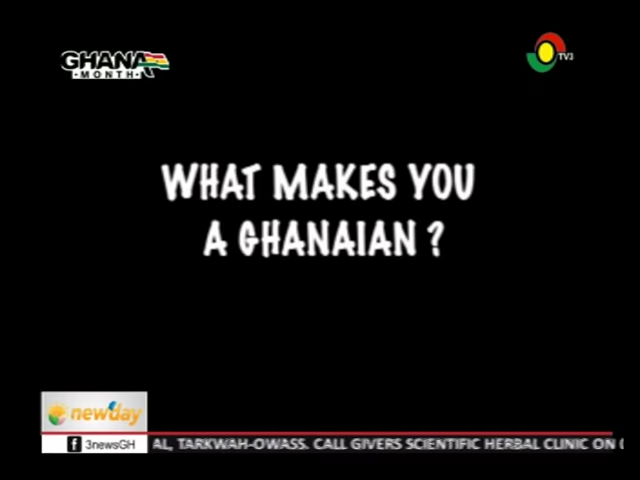 GHANA
·MONTH·
TV3
WHAT MAKES YOU
A GHANAIAN ?
newday
f 3newsGH
AL, TARKWAH-OWASS. CALL GIVERS SCIENTIFIC HERBAL CLINIC ON